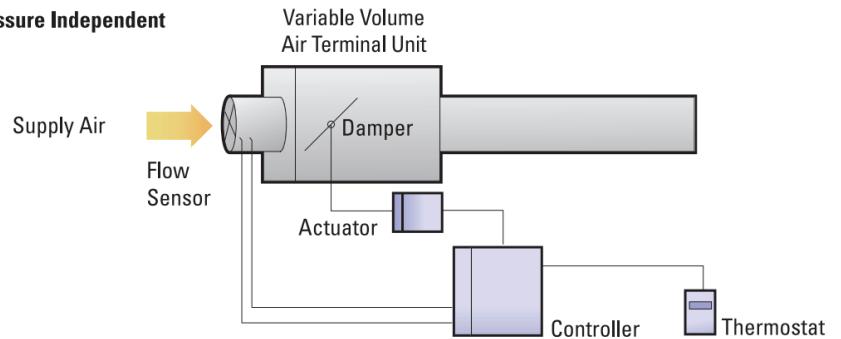 ssure Independent
Variable Volume
Air Terminal Unit
Supply Air
Damper
Flow
Sensor
Actuator
Controller
Thermostat